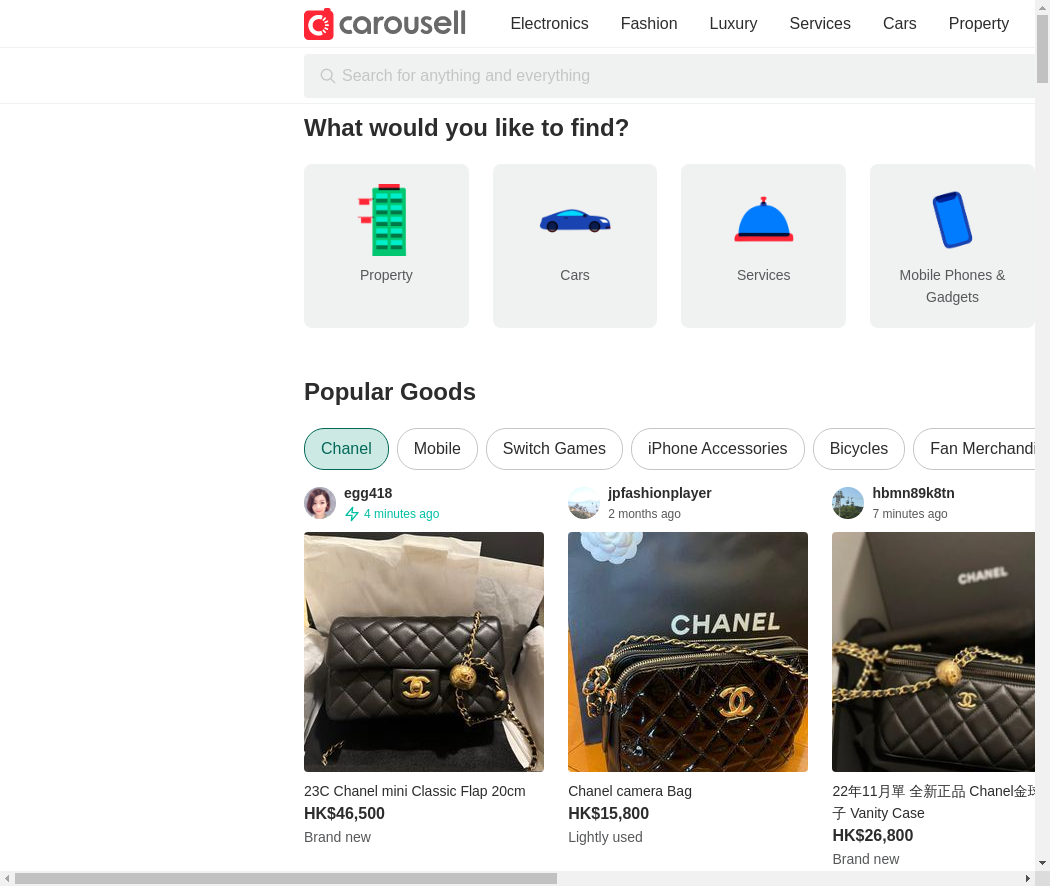 carousell
Electronics Fashion Luxury Services Cars Property
Search for anything and everything
What would you like to find?
Property
Cars
Services
Mobile Phones &
Gadgets
Popular Goods
Chanel Mobile Switch Games iPhone Accessories Bicycles Fan Merchandi
egg418
4 minutes ago
jpfashionplayer
2 months ago
hbmn89k8tn
7 minutes ago
CHANEL
CHANEL
23C Chanel mini Classic Flap 20cm
HK$46,500
Brand new
Chanel camera Bag
HK$15,800
Lightly used
22年11月單 全新正品 Chanel金球
子 Vanity Case
HK$26,800
Brand new